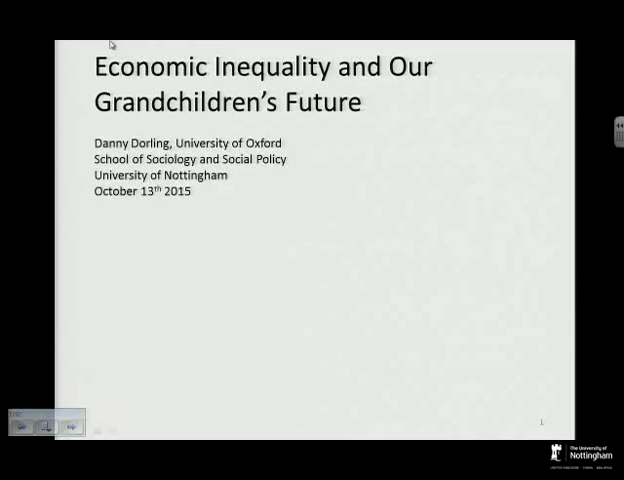 Economic Inequality and Our
Grandchildren's Future
Danny Dorling, University of Oxford
School of Sociology and Social Policy
University of Nottingham
October 13th 2015
1
The University of
Nottingham